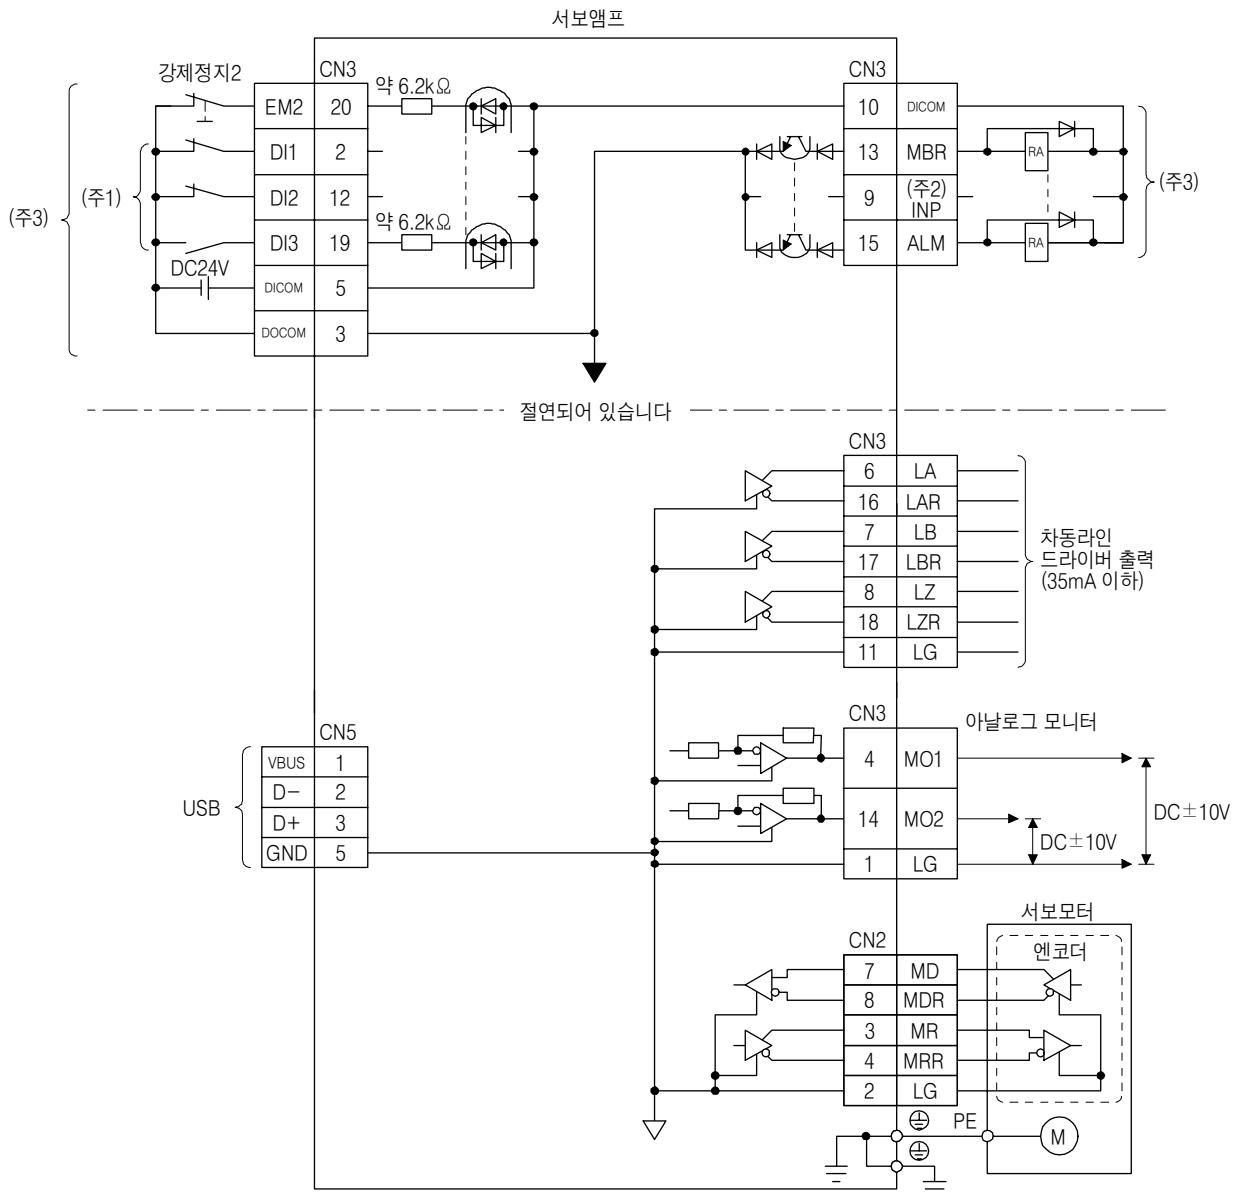 서보앰프
강제정지2
CN3
EM2 20
DI1 2
DI2 12
DI3 19
DICOM 5
DOCOM 3
약 6.2kΩ
약 6.2kΩ
DC24V
(주1)
(주3)
CN3
10 DICOM
13 MBR
9 (주2) INP
15 ALM
RA
RA
(주3)
절연되어 있습니다
CN3
6 LA
16 LAR
7 LB
17 LBR
8 LZ
18 LZR
11 LG
차동라인
드라이버 출력
(35mA 이하)
CN5
VBUS 1
D− 2
D+ 3
GND 5
USB
CN3
아날로그 모니터
4 MO1
14 MO2
1 LG
DC±10V
DC±10V
서보모터
엔코더
CN2
7 MD
8 MDR
3 MR
4 MRR
2 LG
PE
M